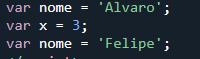 var nome = 'Alvaro';
var x = 3;
var nome = 'Felipe';